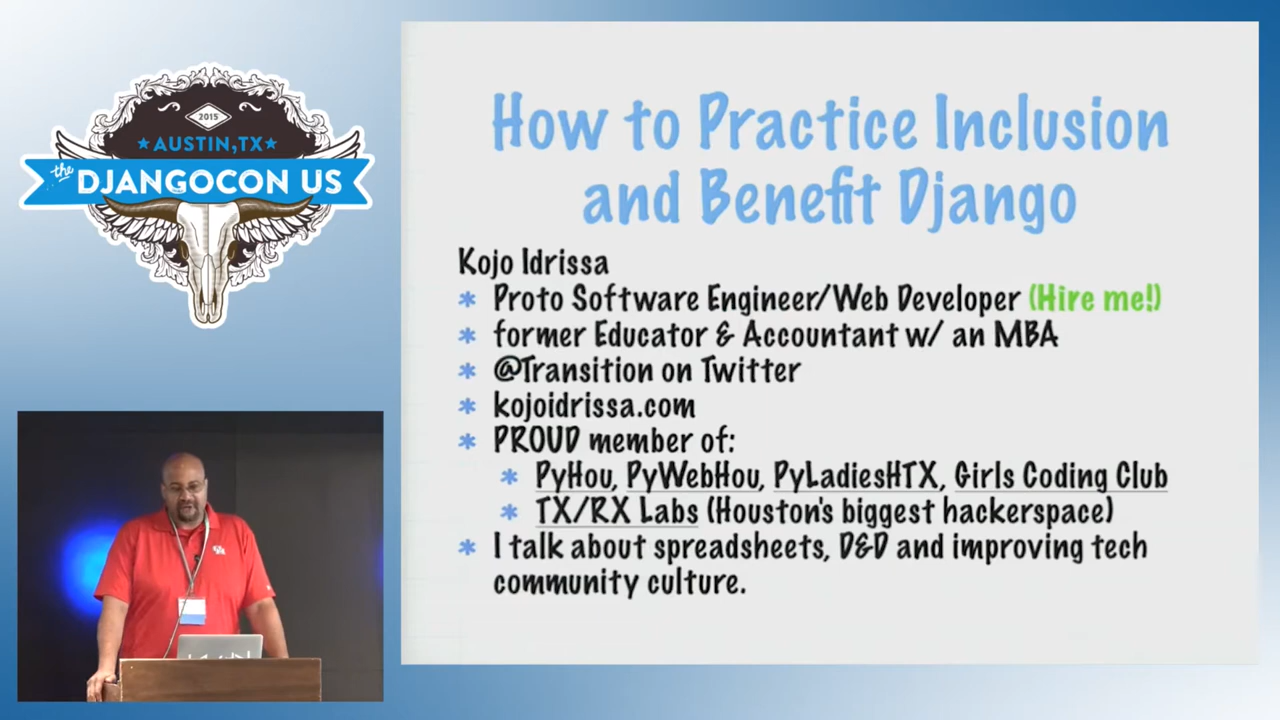 2015
AUSTIN,TX
the DJANGOCON US
How to Practice Inclusion
and Benefit Django
Kojo Idrissa
Proto Software Engineer/Web Developer (Hire me!)
former Educator & Accountant w/ an MBA
@Transition on Twitter
kojoidrissa.com
PROUD member of:
PyHou, PyWebHou, PyLadiesHTX, Girls Coding Club
TX/RX Labs (Houston's biggest hackerspace)
I talk about spreadsheets, D&D and improving tech
community culture.